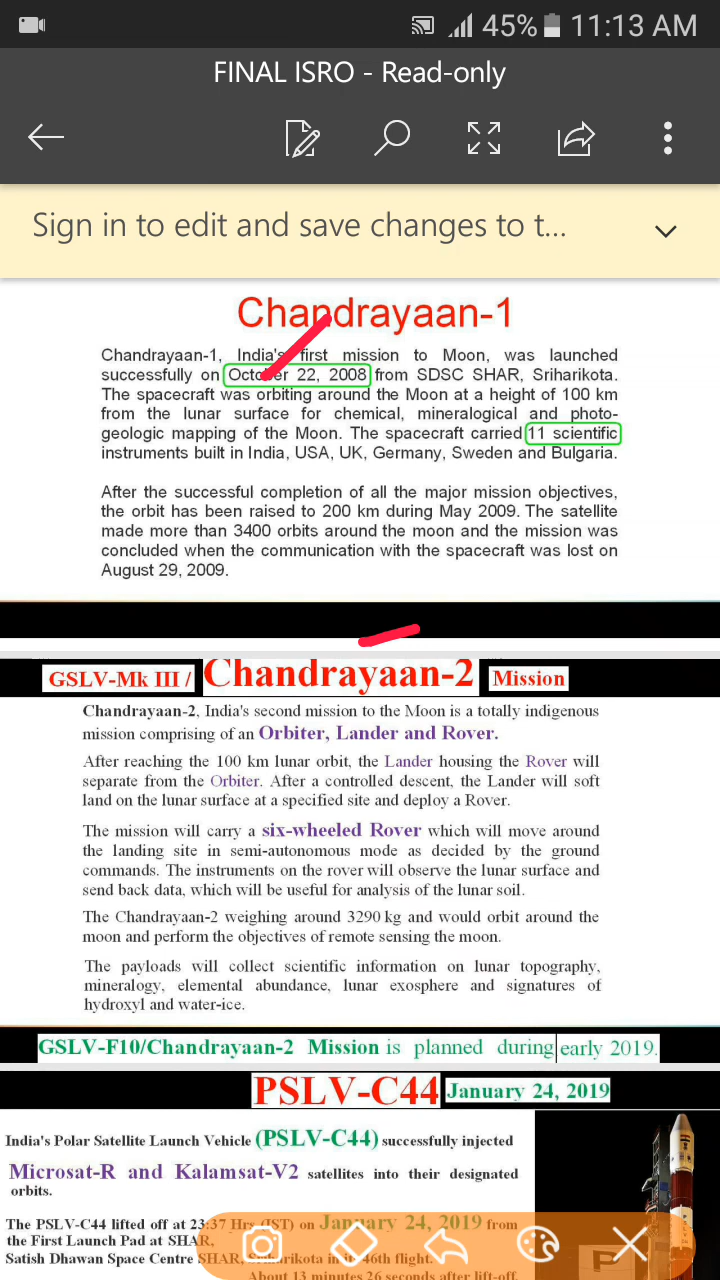 45% 11:13 AM
FINAL ISRO - Read-only
Sign in to edit and save changes to t...
Chandrayaan-1
Chandrayaan-1, India's first mission to Moon, was launched
successfully on October 22, 2008 from SDSC SHAR, Sriharikota.
The spacecraft was orbiting around the Moon at a height of 100 km
from the lunar surface for chemical, mineralogical and photo-
geologic mapping of the Moon. The spacecraft carried 11 scientific
instruments built in India, USA, UK, Germany, Sweden and Bulgaria.
After the successful completion of all the major mission objectives,
the orbit has been raised to 200 km during May 2009. The satellite
made more than 3400 orbits around the moon and the mission was
concluded when the communication with the spacecraft was lost on
August 29, 2009.
GSLV-Mk III / Chandrayaan-2 Mission
Chandrayaan-2, India's second mission to the Moon is a totally indigenous
mission comprising of an Orbiter, Lander and Rover.
After reaching the 100 km lunar orbit, the Lander housing the Rover will
separate from the Orbiter. After a controlled descent, the Lander will soft
land on the lunar surface at a specified site and deploy a Rover.
The mission will carry a six-wheeled Rover which will move around
the landing site in semi-autonomous mode as decided by the ground
commands. The instruments on the rover will observe the lunar surface and
send back data, which will be useful for analysis of the lunar soil.
The Chandrayaan-2 weighing around 3290 kg and would orbit around the
moon and perform the objectives of remote sensing the moon.
The payloads will collect scientific information on lunar topography,
mineralogy, elemental abundance, lunar exosphere and signatures of
hydroxyl and water-ice.
GSLV-F10/Chandrayaan-2 Mission is planned during early 2019.
PSLV-C44 January 24, 2019
India's Polar Satellite Launch Vehicle (PSLV-C44) successfully injected
Microsat-R and Kalamsat-V2 satellites into their designated
orbits.
The PSLV-C44 lifted off at 23:37 Hrs (IST) on January 24, 2019 from
the First Launch Pad at SHAR,
Satish Dhawan Space Centre SHAR, Sriharikota in its 46th flight.
About 13 minutes 26 seconds after lift-off,
P